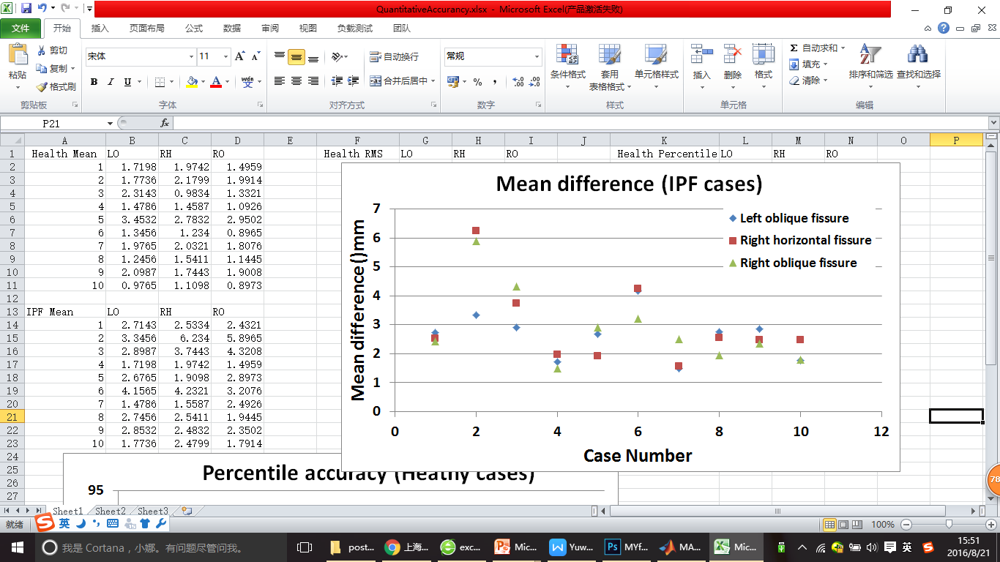 QuantitativeAccurancy.xlsx - Microsoft Excel(产品激活失败)
文件 开始 插入 页面布局 公式 数据 审阅 视图 负载测试 团队
粘贴 剪切 复制 格式刷 剪贴板
宋体 11 B I U wén A 字体
自动换行 合并后居中 对齐方式
常规 % , 数字
条件格式 套用表格格式 单元格样式 样式
插入 删除 格式 单元格
Σ 自动求和 填充 清除 排序和筛选 查找和选择 编辑
P21 fx
A B C D E F G H I J K L M N O P
1 Health Mean LO RH RO Health RMS LO RH RO Health Percentile LO RH RO
2 1 1.7198 1.9742 1.4959
3 2 1.7736 2.1799 1.9914
4 3 2.3143 0.9834 1.3321
5 4 1.4786 1.4587 1.0926
6 5 3.4532 2.7832 2.9502
7 6 1.3456 1.234 0.8965
8 7 1.9765 2.0321 1.8076
9 8 1.2456 1.5411 1.1445
10 9 2.0987 1.7443 1.9008
11 10 0.9765 1.1098 0.8973
12
13 IPF Mean LO RH RO
14 1 2.7143 2.5334 2.4321
15 2 3.3456 6.234 5.8965
16 3 2.8987 3.7443 4.3208
17 4 1.7198 1.9742 1.4959
18 5 2.6765 1.9098 2.8973
19 6 4.1565 4.2321 3.2076
20 7 1.4786 1.5587 2.4926
21 8 2.7456 2.5411 1.9445
22 9 2.8532 2.4832 2.3502
23 10 1.7736 2.4799 1.7914
24
25
26
27
Mean difference (IPF cases)
Mean difference ()mm
7
6
5
4
3
2
1
0
0 2 4 6 8 10 12
Case Number
Left oblique fissure
Right horizontal fissure
Right oblique fissure
Percentile accuracy (Heathy cases)
95
78
Sheet1 Sheet2 Sheet3
就绪 100%
S 英
我是 Cortana，小娜。有问题尽管问我。
post... 上海... exc... Mic... Yuw... MYf... MA... Mic... 英 15:51
2016/8/21